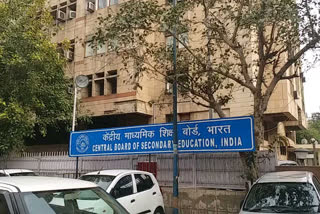 केन्द्रीय माध्यमिक शिक्षा बोर्ड, भारत
CENTRAL BOARD OF SECONDARY EDUCATION, INDIA